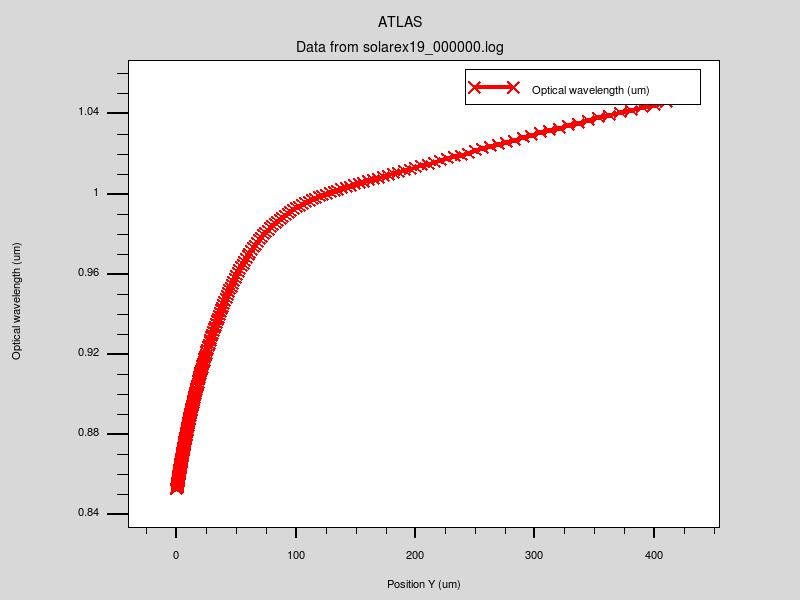 ATLAS
Data from solarex19_000000.log
Optical wavelength (um)
1.04
1
0.96
0.92
0.88
0.84
Optical wavelength (um)
0 100 200 300 400
Position Y (um)